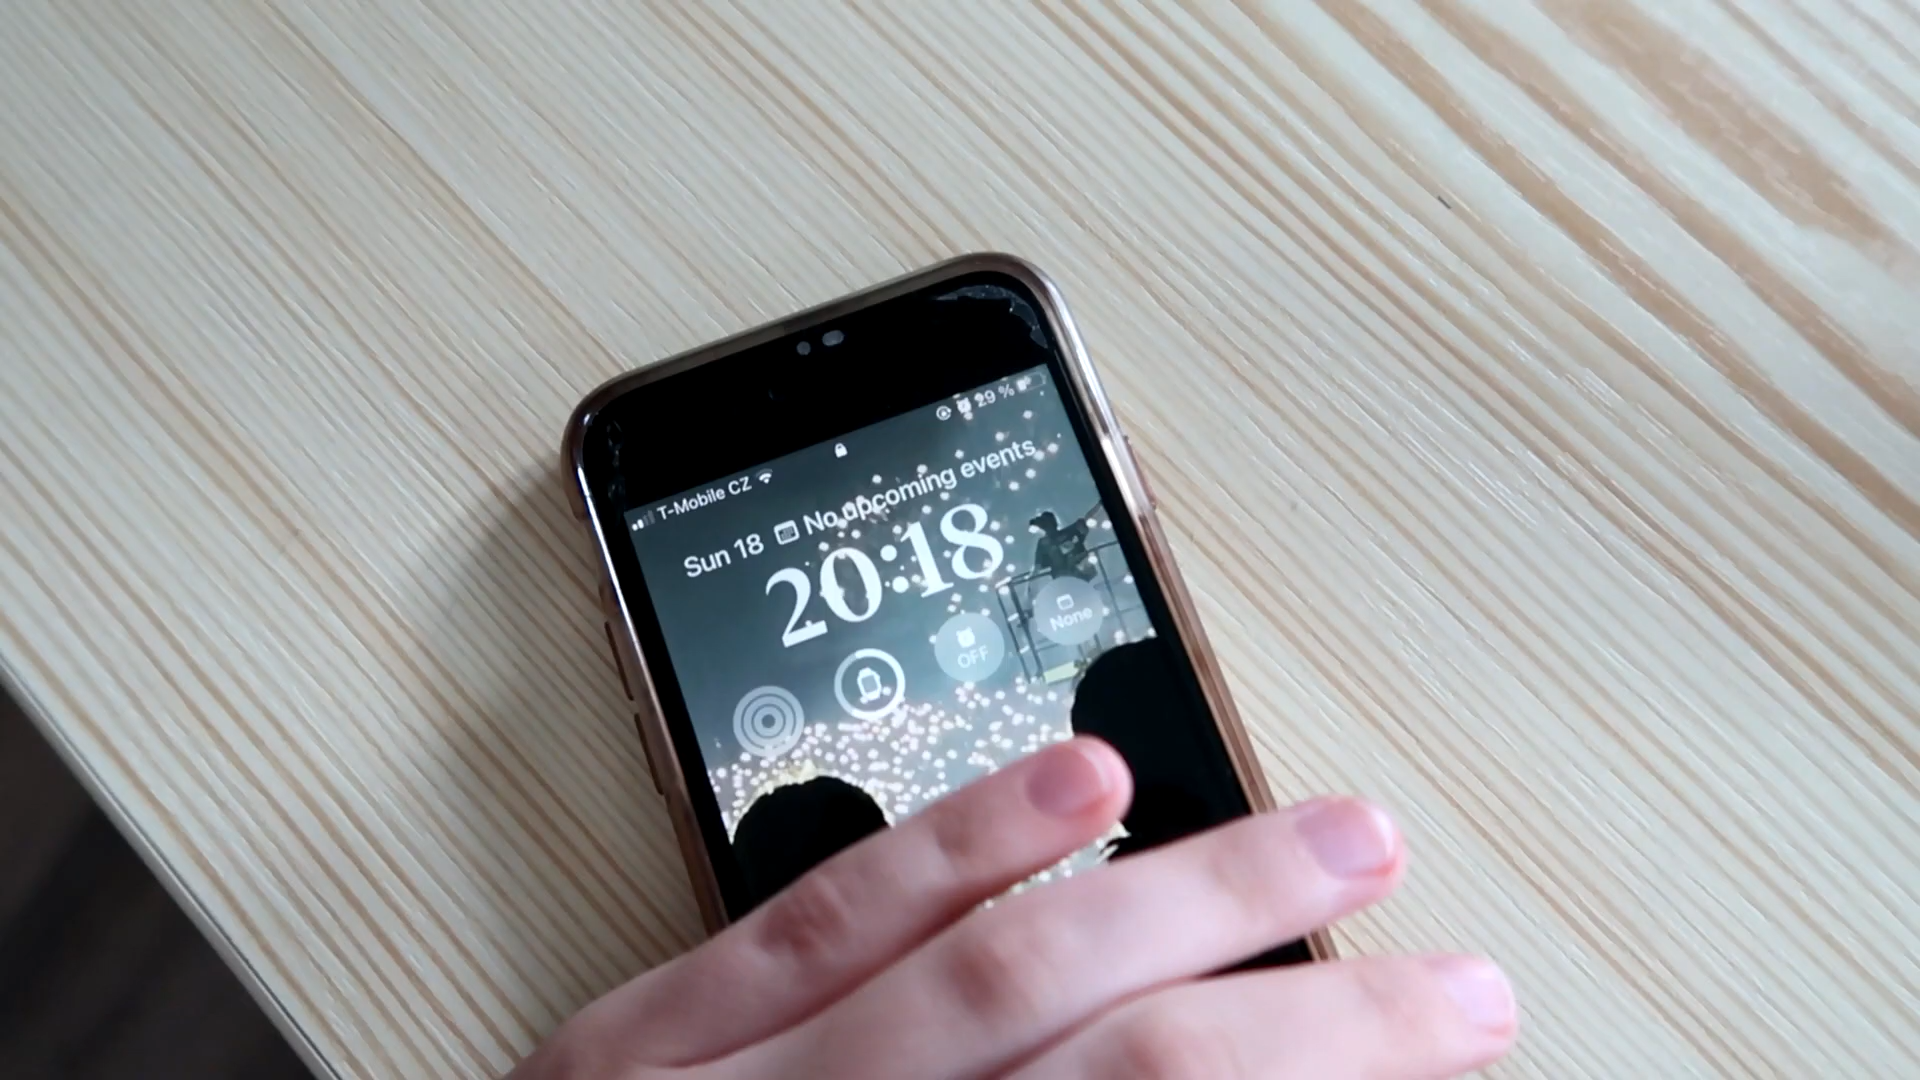 T-Mobile CZ
29 %
Sun 18 No upcoming events
20:18
OFF
None